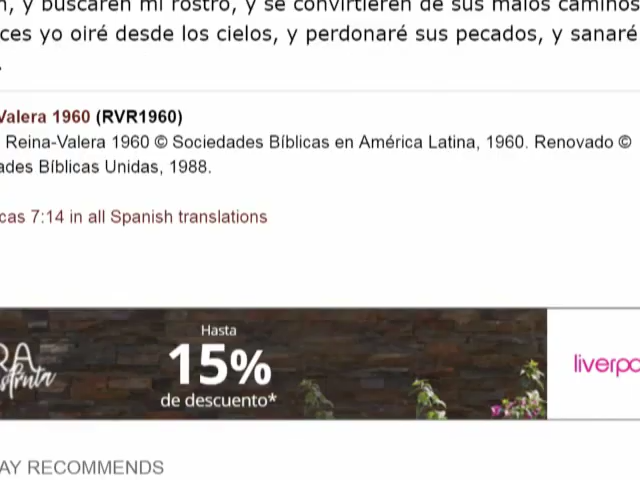 y buscaren mi rostro, y se convirtieren de sus malos caminos
ces yo oiré desde los cielos, y perdonaré sus pecados, y sanaré
Valera 1960 (RVR1960)
Reina-Valera 1960 © Sociedades Bíblicas en América Latina, 1960. Renovado ©
ades Bíblicas Unidas, 1988.
cas 7:14 in all Spanish translations
Hasta
RA
sfruta
15%
de descuento*
liverpo
AY RECOMMENDS